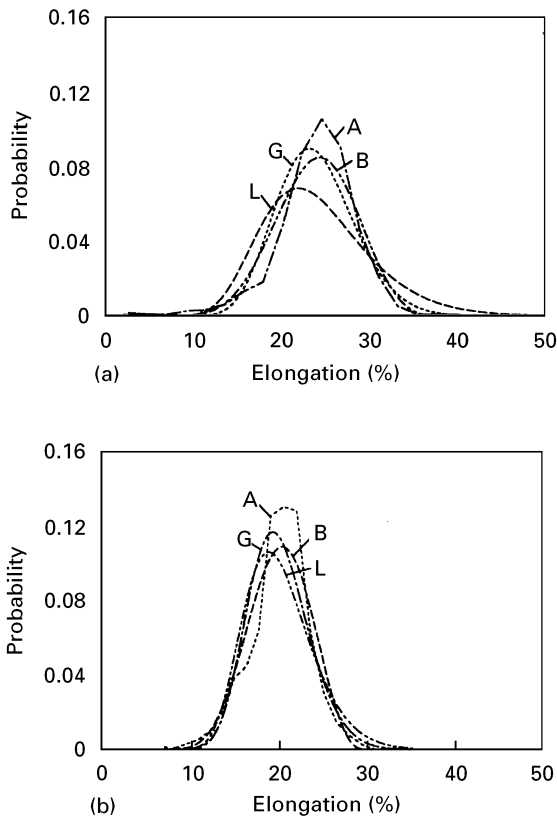 0.16
0.12
A
G
B
0.08
L
0.04
0
0 10 20 30 40 50
Probability
(a) Elongation (%)
0.16
A
0.12
G B
L
0.08
0.04
0
0 10 20 30 40 50
Probability
(b) Elongation (%)